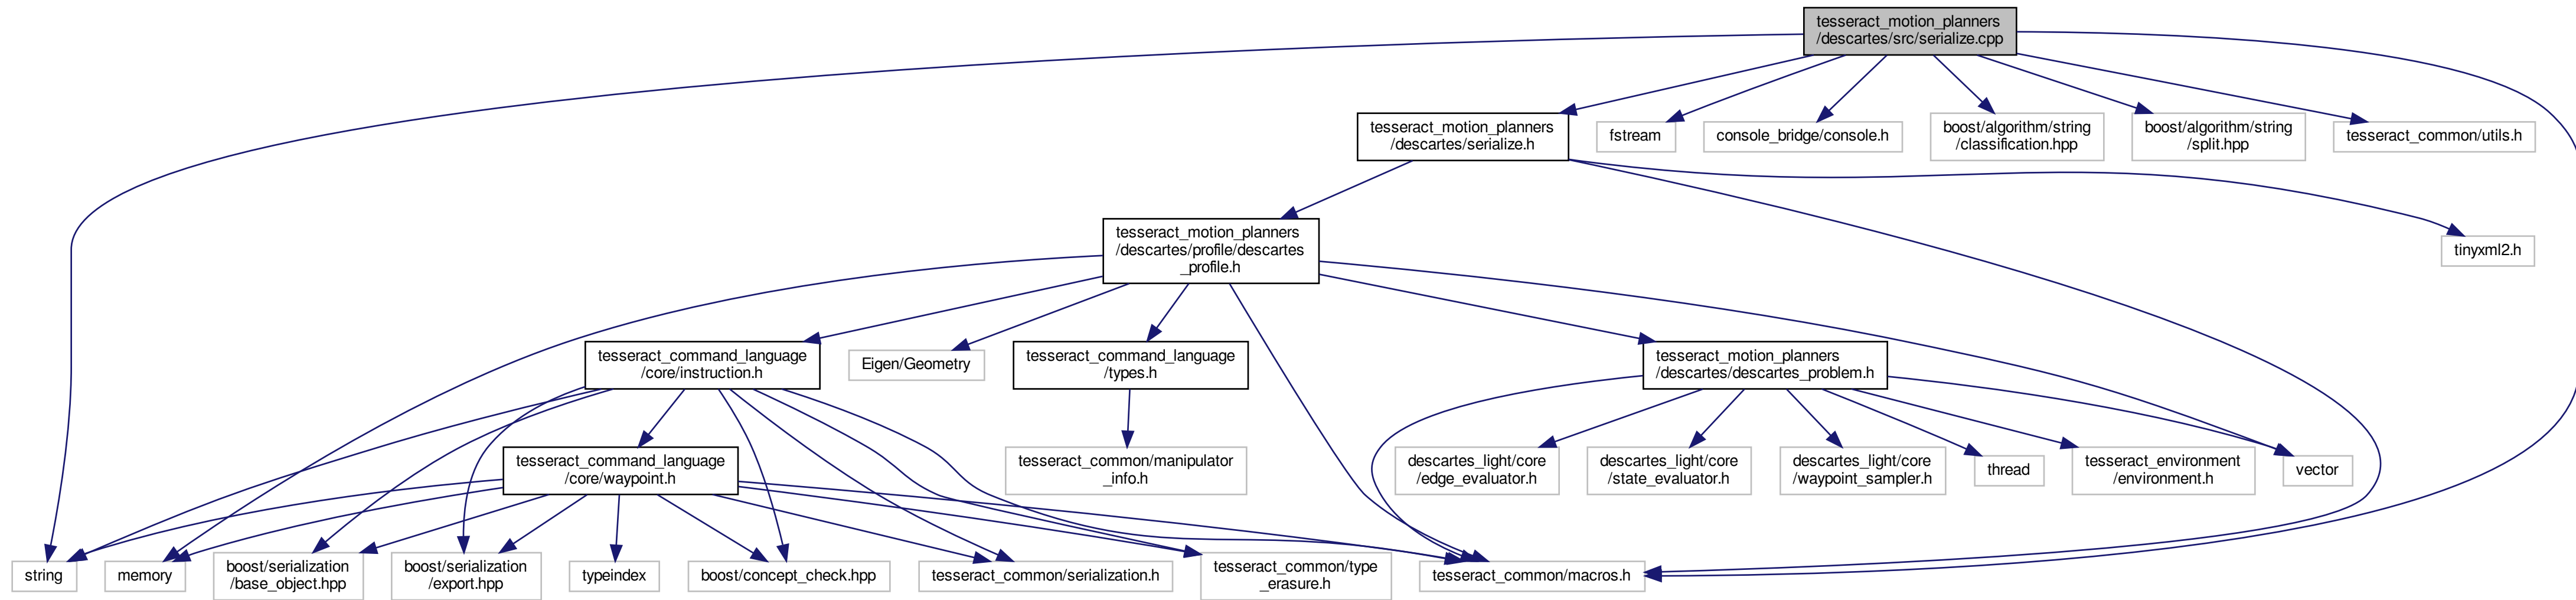 tesseract_motion_planners
/descartes/src/serialize.cpp
tesseract_motion_planners
/descartes/serialize.h
fstream
console_bridge/console.h
boost/algorithm/string
/classification.hpp
boost/algorithm/string
/split.hpp
tesseract_common/utils.h
tesseract_motion_planners
/descartes/profile/descartes
_profile.h
tinyxml2.h
tesseract_command_language
/core/instruction.h
Eigen/Geometry
tesseract_command_language
/types.h
tesseract_motion_planners
/descartes/descartes_problem.h
tesseract_command_language
/core/waypoint.h
tesseract_common/manipulator
_info.h
descartes_light/core
/edge_evaluator.h
descartes_light/core
/state_evaluator.h
descartes_light/core
/waypoint_sampler.h
thread
tesseract_environment
/environment.h
vector
string
memory
boost/serialization
/base_object.hpp
boost/serialization
/export.hpp
typeindex
boost/concept_check.hpp
tesseract_common/serialization.h
tesseract_common/type
_erasure.h
tesseract_common/macros.h